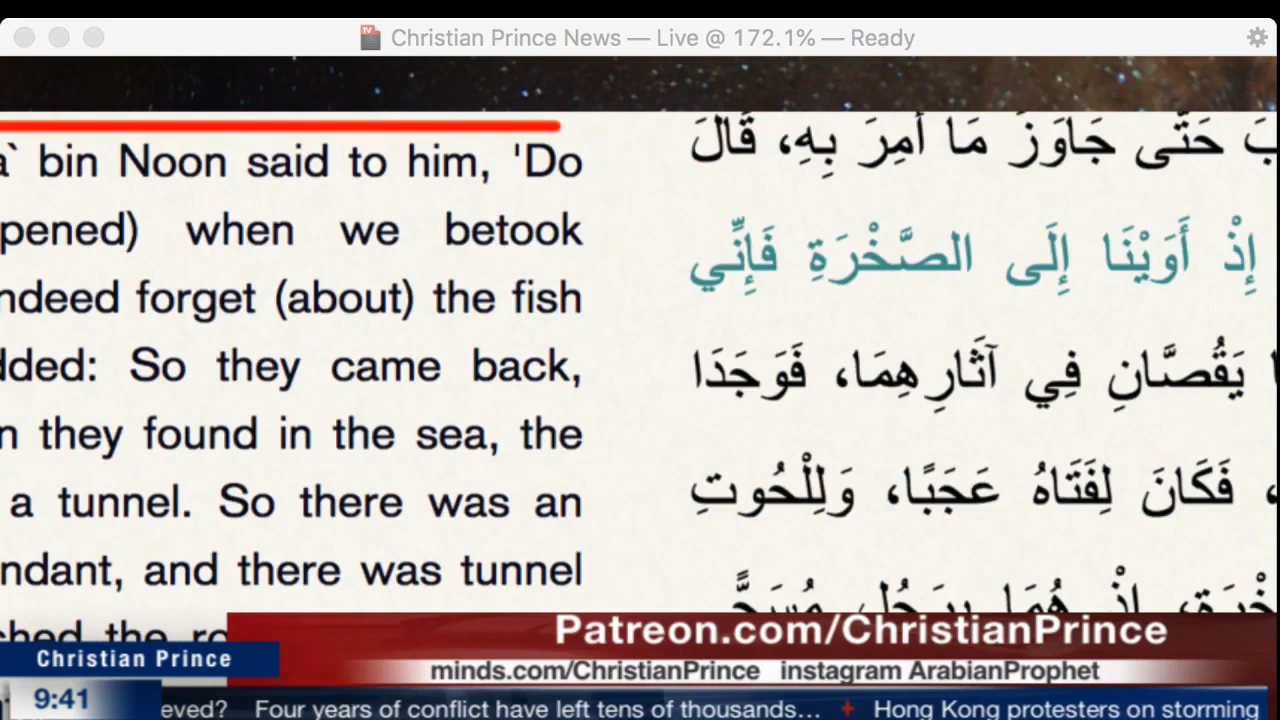 Christian Prince News — Live @ 172.1% — Ready
a` bin Noon said to him, 'Do
pened) when we betook
ndeed forget (about) the fish
dded: So they came back,
n they found in the sea, the
a tunnel. So there was an
ndant, and there was tunnel
ched the ro
بَ حَتَّى جَاوَزَ مَا أُمِرَ بِهِ، قَالَ
إِذْ أَوَيْنَا إِلَى الصَّخْرَةِ فَإِنِّي
ا يَقُصَّانِ فِي آثَارِهِمَا، فَوَجَدَا
، فَكَانَ لِفَتَاهُ عَجَبًا، وَلِلْحُوتِ
خْرَةِ، إِذْ هُمَا بِرَجُلٍ مُسَجًّى
Patreon.com/ChristianPrince
minds.com/ChristianPrince instagram ArabianProphet
Christian Prince
9:41
eved? Four years of conflict have left tens of thousands... + Hong Kong protesters on storming